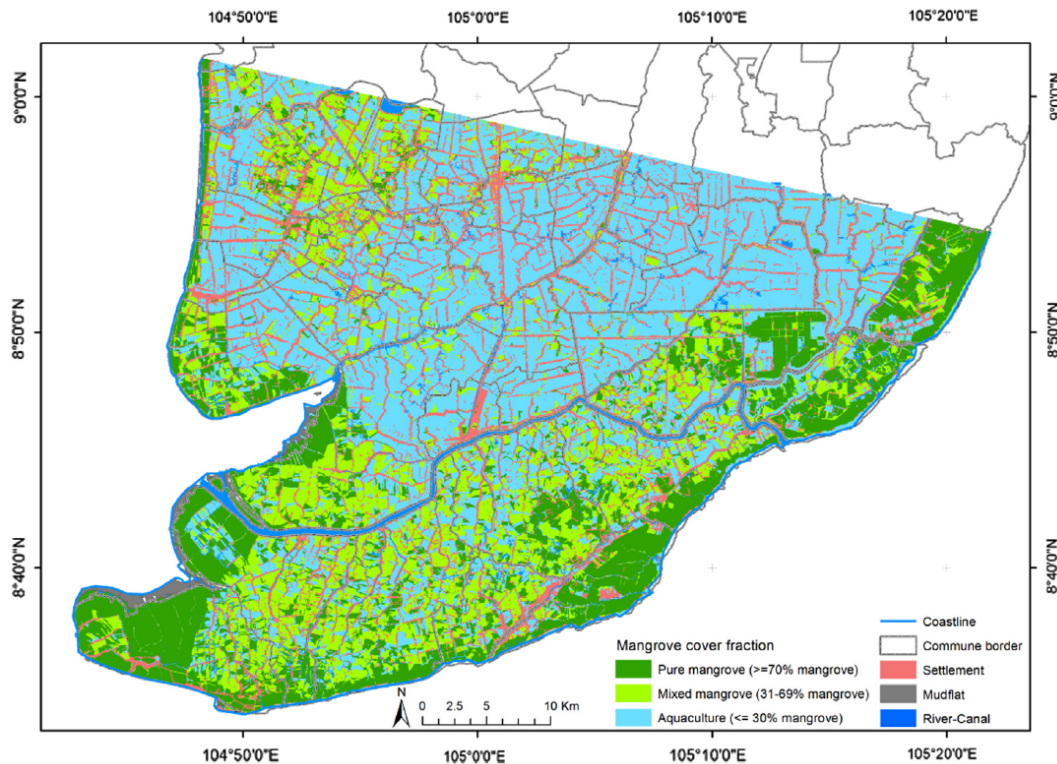 104°50'0"E 105°0'0"E 105°10'0"E 105°20'0"E
9°0'0"N 9°0'0"N
8°50'0"N 8°50'0"N
8°40'0"N 8°40'0"N
Mangrove cover fraction
Pure mangrove (>=70% mangrove)
Mixed mangrove (31-69% mangrove)
Aquaculture (<= 30% mangrove)
Coastline
Commune border
Settlement
Mudflat
River-Canal
N
0 2.5 5 10 Km
104°50'0"E 105°0'0"E 105°10'0"E 105°20'0"E